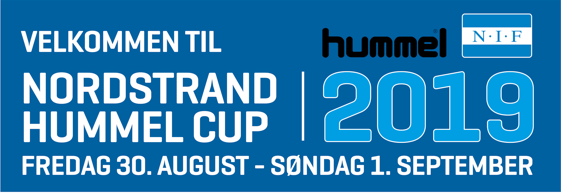 VELKOMMEN TIL
hummel
N·I·F
NORDSTRAND
HUMMEL CUP
2019
FREDAG 30. AUGUST - SØNDAG 1. SEPTEMBER